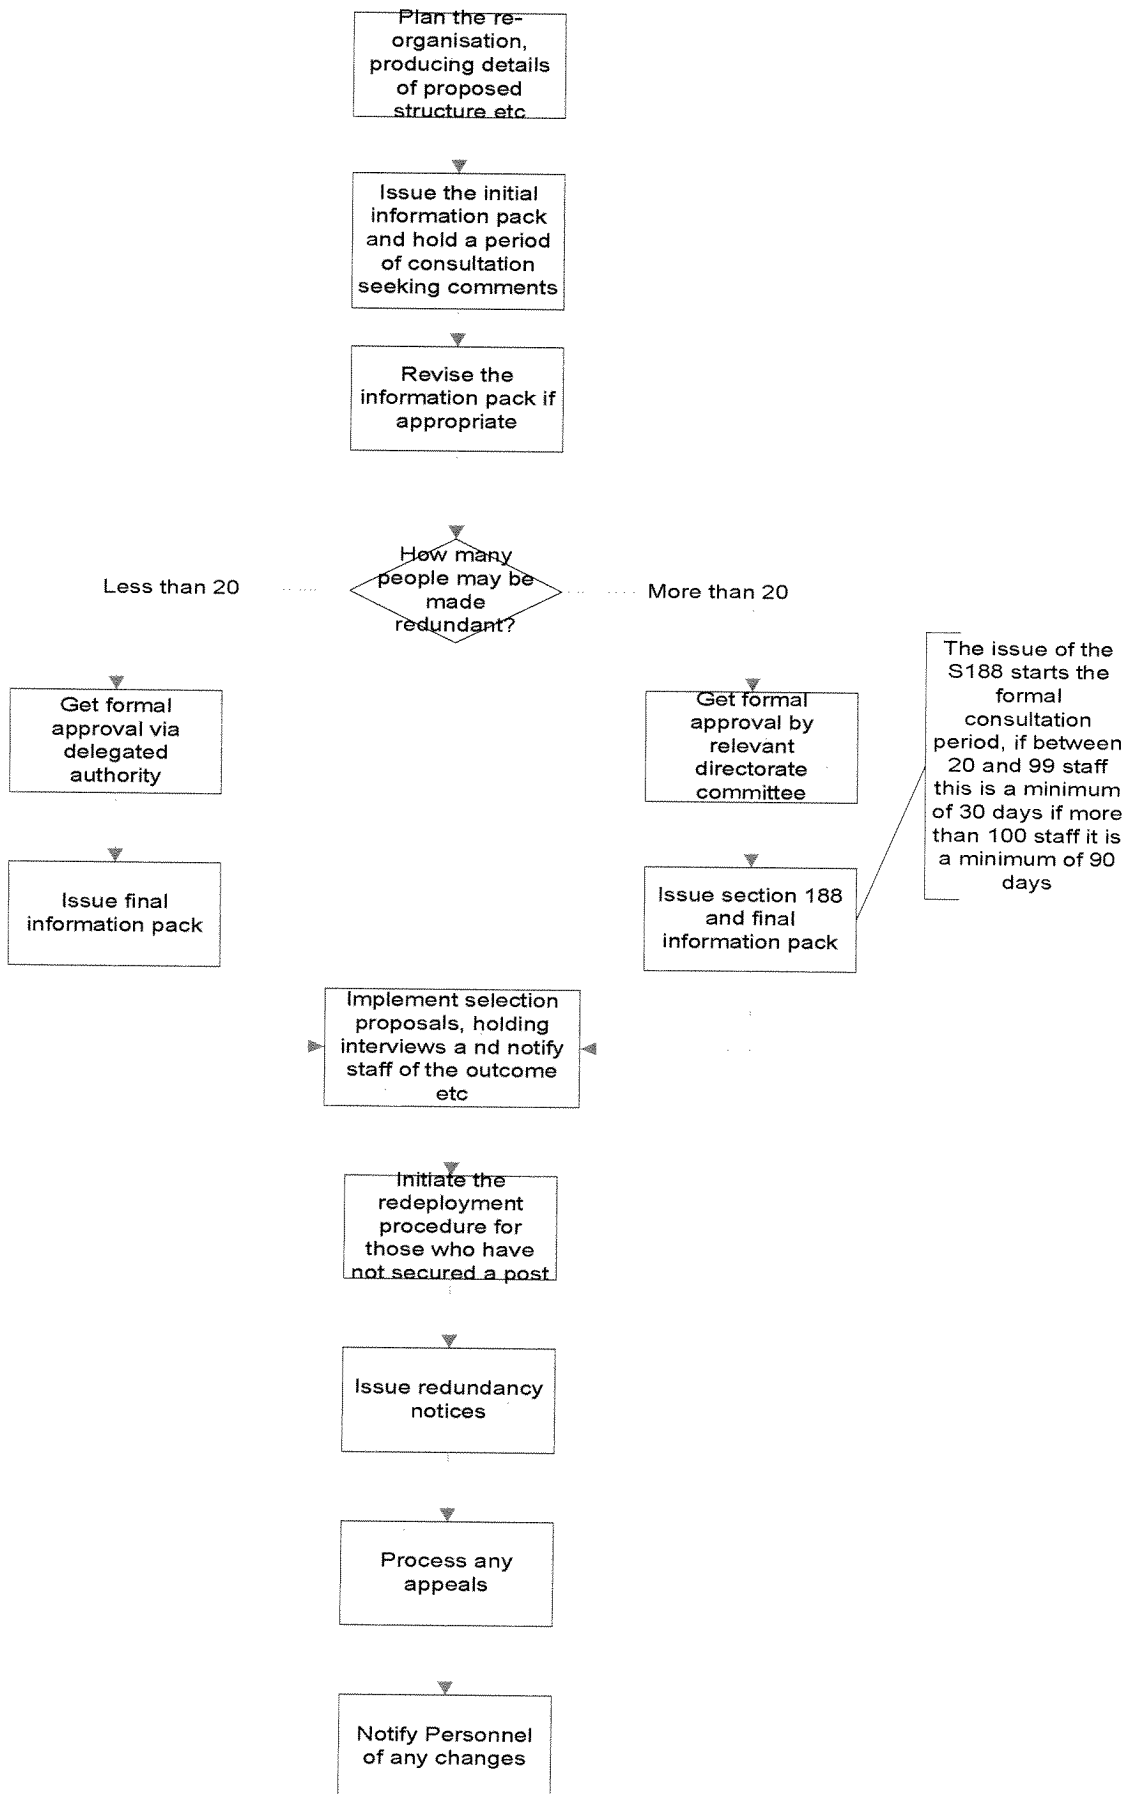 Plan the re-
organisation,
producing details
of proposed
structure etc
Issue the initial
information pack
and hold a period
of consultation
seeking comments
Revise the
information pack if
appropriate
How many
people may be
made
redundant?
Less than 20
More than 20
Get formal
approval via
delegated
authority
Get formal
approval by
relevant
directorate
committee
The issue of the
S188 starts the
formal
consultation
period, if between
20 and 99 staff
this is a minimum
of 30 days if more
than 100 staff it is
a minimum of 90
days
Issue final
information pack
Issue section 188
and final
information pack
Implement selection
proposals, holding
interviews a nd notify
staff of the outcome
etc
Initiate the
redeployment
procedure for
those who have
not secured a post
Issue redundancy
notices
Process any
appeals
Notify Personnel
of any changes